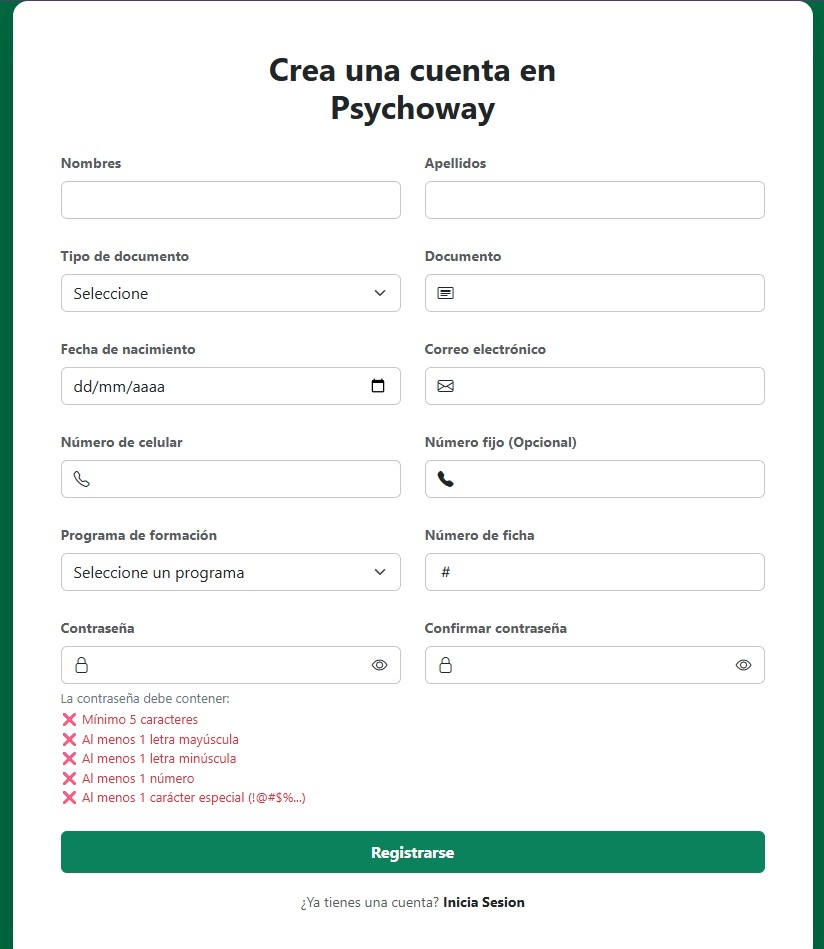 Crea una cuenta en
Psychoway
Nombres
Apellidos
Tipo de documento
Documento
Seleccione
Fecha de nacimiento
Correo electrónico
dd/mm/aaaa
Número de celular
Número fijo (Opcional)
Programa de formación
Número de ficha
Seleccione un programa
#
Contraseña
Confirmar contraseña
La contraseña debe contener:
❌ Mínimo 5 caracteres
❌ Al menos 1 letra mayúscula
❌ Al menos 1 letra minúscula
❌ Al menos 1 número
❌ Al menos 1 carácter especial (!@#$%...)
Registrarse
¿Ya tienes una cuenta? Inicia Sesion